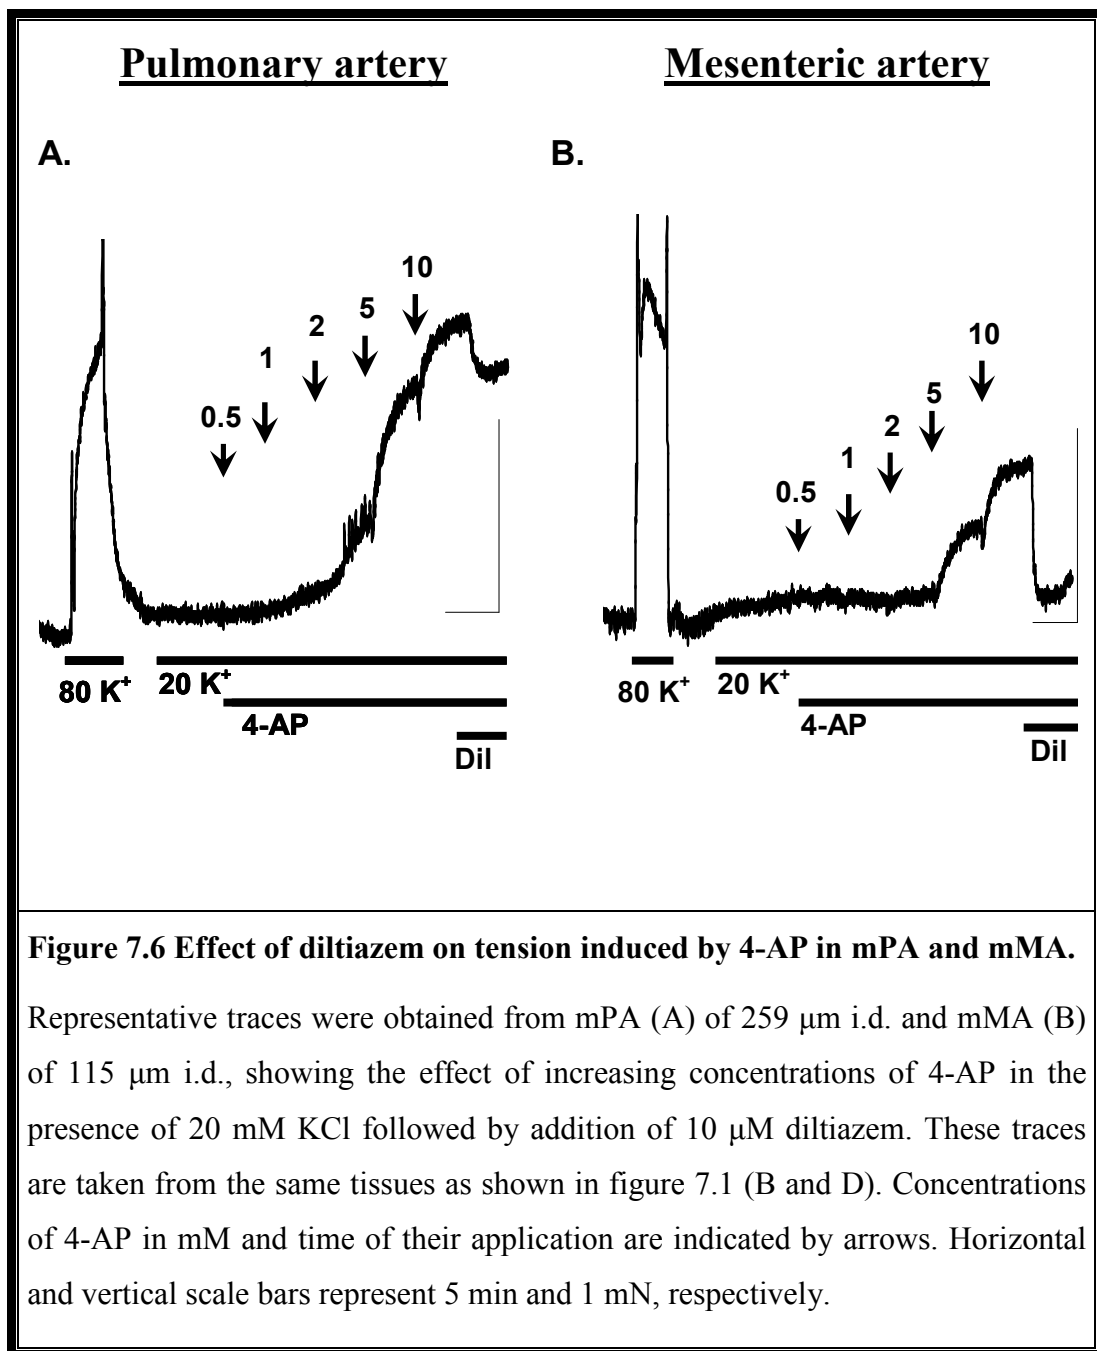 Pulmonary artery
Mesenteric artery
A.
B.
10
5
2
1
0.5
10
5
2
1
0.5
80 K⁺
20 K⁺
4-AP
Dil
80 K⁺
20 K⁺
4-AP
Dil
Figure 7.6 Effect of diltiazem on tension induced by 4-AP in mPA and mMA.
Representative traces were obtained from mPA (A) of 259 μm i.d. and mMA (B)
of 115 μm i.d., showing the effect of increasing concentrations of 4-AP in the
presence of 20 mM KCl followed by addition of 10 μM diltiazem. These traces
are taken from the same tissues as shown in figure 7.1 (B and D). Concentrations
of 4-AP in mM and time of their application are indicated by arrows. Horizontal
and vertical scale bars represent 5 min and 1 mN, respectively.